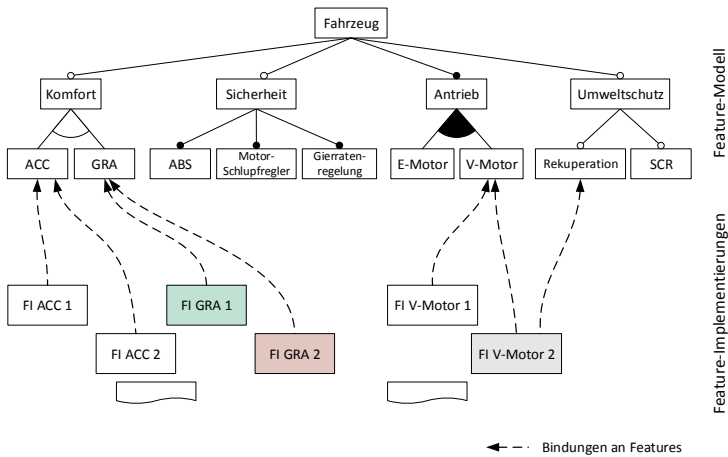 Fahrzeug
Komfort
Sicherheit
Antrieb
Umweltschutz
ACC
GRA
ABS
Motor-
Schlupfregler
Gierraten-
regelung
E-Motor
V-Motor
Rekuperation
SCR
Feature-Modell
FI ACC 1
FI GRA 1
FI V-Motor 1
FI ACC 2
FI GRA 2
FI V-Motor 2
Feature-Implementierungen
Bindungen an Features